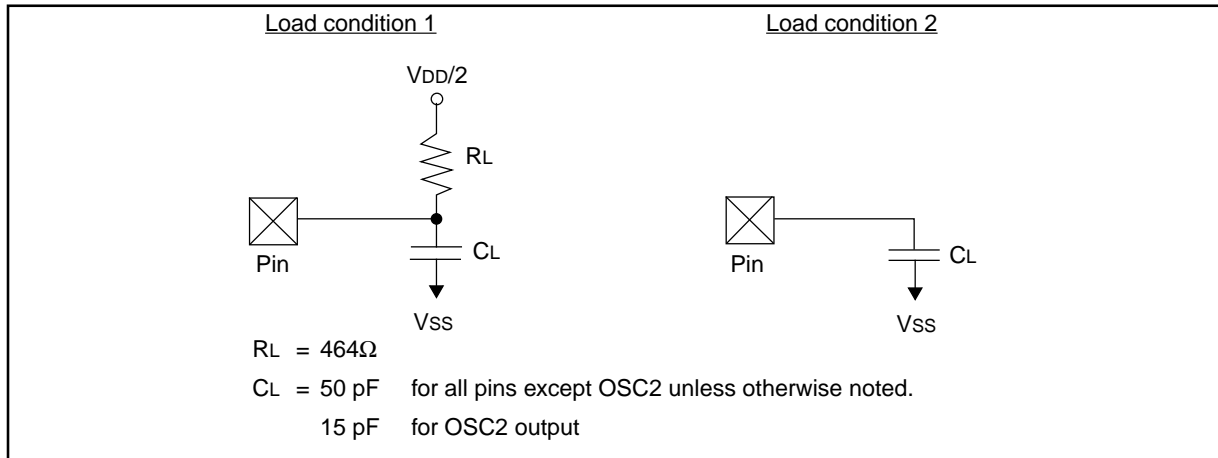 Load condition 1
VDD/2
RL
Pin
CL
VSS
Load condition 2
Pin
CL
VSS
RL = 464Ω
CL = 50 pF for all pins except OSC2 unless otherwise noted.
15 pF for OSC2 output